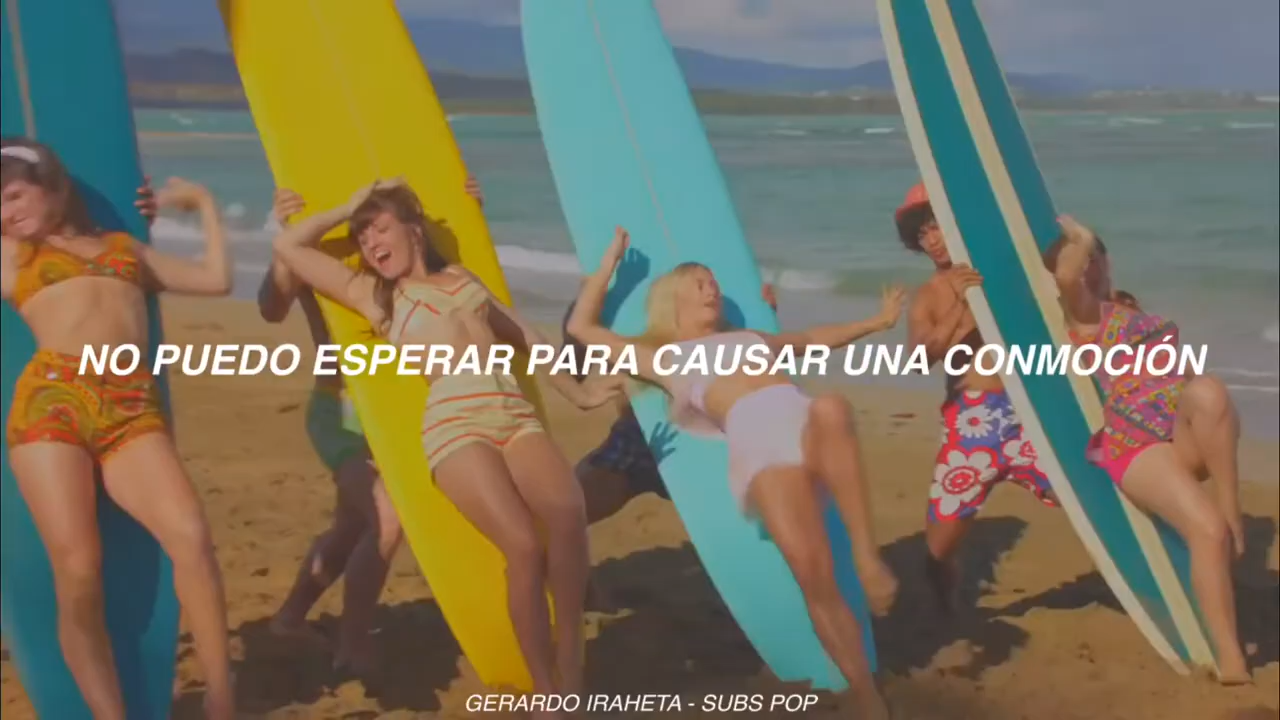 NO PUEDO ESPERAR PARA CAUSAR UNA CONMOCIÓN
GERARDO IRAHETA - SUBS POP